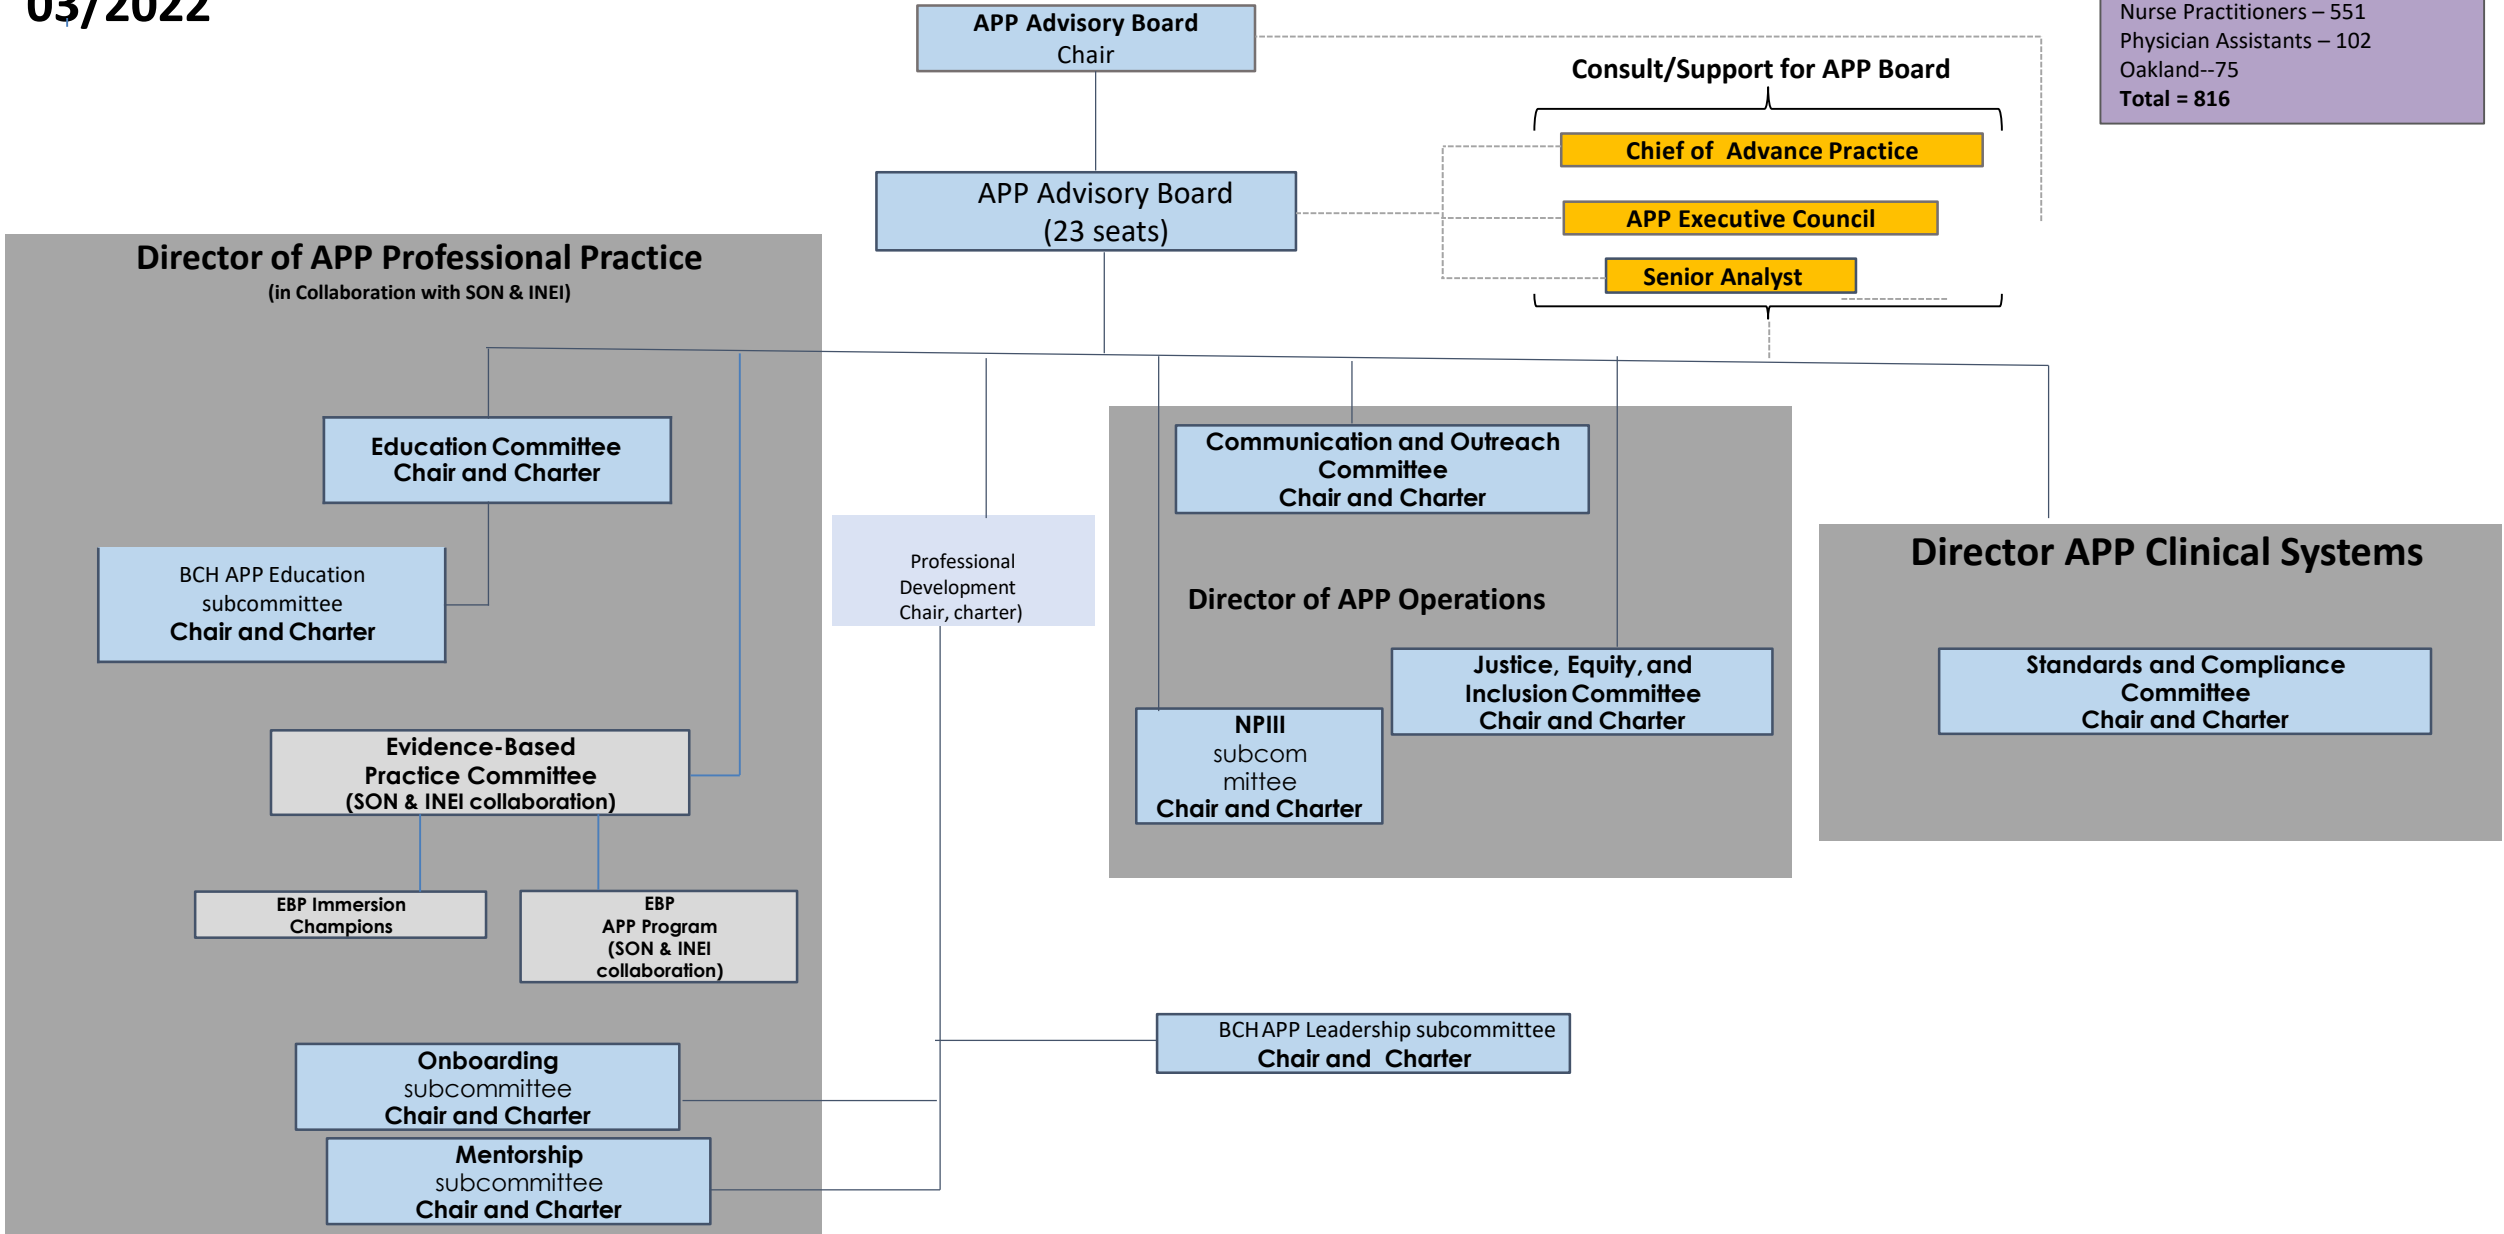 03/2022
APP Advisory Board
Chair
Nurse Practitioners – 551
Physician Assistants – 102
Oakland--75
Total = 816
Consult/Support for APP Board
Chief of Advance Practice
APP Executive Council
Senior Analyst
APP Advisory Board
(23 seats)
Director of APP Professional Practice
(in Collaboration with SON & INEI)
Education Committee
Chair and Charter
BCH APP Education
subcommittee
Chair and Charter
Evidence-Based
Practice Committee
(SON & INEI collaboration)
EBP Immersion
Champions
EBP
APP Program
(SON & INEI
collaboration)
Onboarding
subcommittee
Chair and Charter
Mentorship
subcommittee
Chair and Charter
Professional
Development
Chair, charter)
Communication and Outreach
Committee
Chair and Charter
Director of APP Operations
Justice, Equity, and
Inclusion Committee
Chair and Charter
NPIII
subcom
mittee
Chair and Charter
BCH APP Leadership subcommittee
Chair and Charter
Director APP Clinical Systems
Standards and Compliance
Committee
Chair and Charter